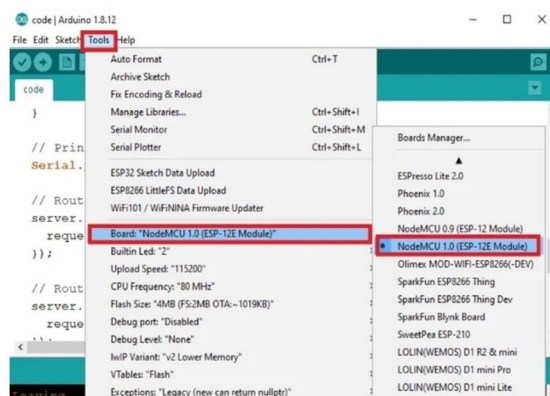 code | Arduino 1.8.12
File Edit Sketch Tools Help
code
}
// Prin
Serial.
// Rout
server.
reque
});
// Rout
server.
reque
Auto Format Ctrl+T
Archive Sketch
Fix Encoding & Reload
Manage Libraries... Ctrl+Shift+I
Serial Monitor Ctrl+Shift+M
Serial Plotter Ctrl+Shift+L
ESP32 Sketch Data Upload
ESP8266 LittleFS Data Upload
WiFi101 / WiFiNINA Firmware Updater
Board: "NodeMCU 1.0 (ESP-12E Module)"
Builtin Led: "2"
Upload Speed: "115200"
CPU Frequency: "80 MHz"
Flash Size: "4MB (FS:2MB OTA:~1019KB)"
Debug port: "Disabled"
Debug Level: "None"
lwIP Variant: "v2 Lower Memory"
VTables: "Flash"
Exceptions: "Legacy (new can return nullptr)"
Boards Manager...
ESPresso Lite 2.0
Phoenix 1.0
Phoenix 2.0
NodeMCU 0.9 (ESP-12 Module)
NodeMCU 1.0 (ESP-12E Module)
Olimex MOD-WIFI-ESP8266(-DEV)
SparkFun ESP8266 Thing
SparkFun ESP8266 Thing Dev
SparkFun Blynk Board
SweetPea ESP-210
LOLIN(WEMOS) D1 R2 & mini
LOLIN(WEMOS) D1 mini Pro
LOLIN(WEMOS) D1 mini Lite